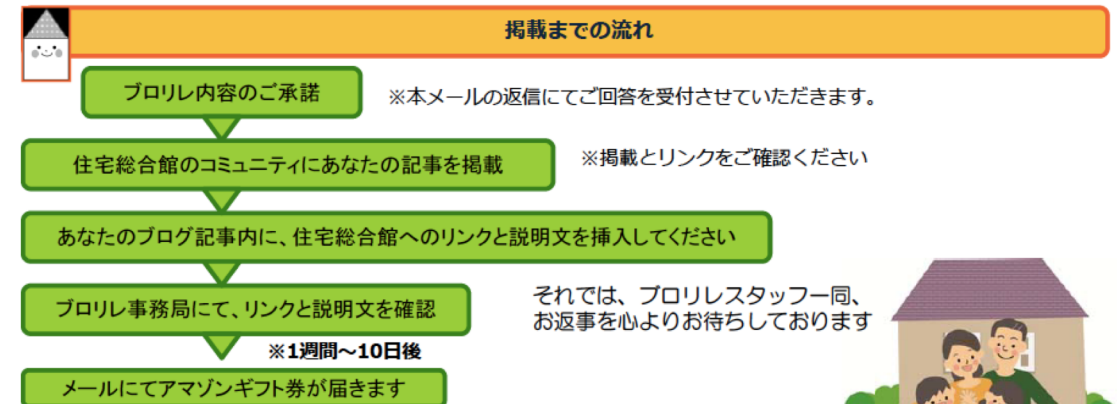 掲載までの流れ
ブロリレ内容のご承諾
※本メールの返信にてご回答を受付させていただきます。
住宅総合館のコミュニティにあなたの記事を掲載
※掲載とリンクをご確認ください
あなたのブログ記事内に、住宅総合館へのリンクと説明文を挿入してください
ブロリレ事務局にて、リンクと説明文を確認
それでは、ブロリレスタッフ一同、
お返事を心よりお待ちしております
※1週間～10日後
メールにてアマゾンギフト券が届きます